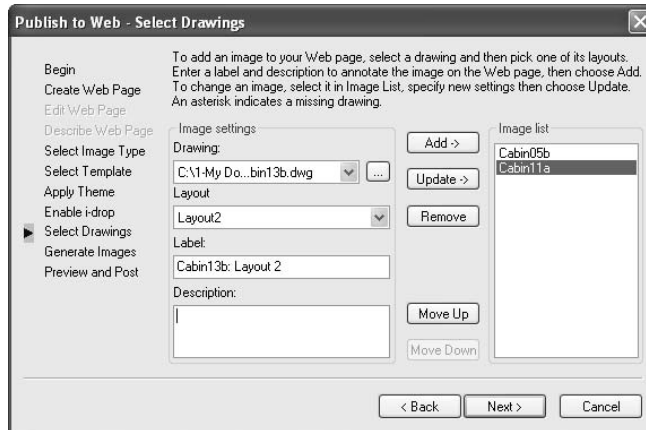 Publish to Web - Select Drawings
Begin
Create Web Page
Edit Web Page
Describe Web Page
Select Image Type
Select Template
Apply Theme
Enable i-drop
Select Drawings
Generate Images
Preview and Post
To add an image to your Web page, select a drawing and then pick one of its layouts.
Enter a label and description to annotate the image on the Web page, then choose Add.
To change an image, select it in Image List, specify new settings then choose Update.
An asterisk indicates a missing drawing.
Image settings
Drawing:
C:\1-My Do...bin13b.dwg
...
Layout
Layout2
Label:
Cabin13b: Layout 2
Description:
Add ->
Update ->
Remove
Move Up
Move Down
Image list
Cabin05b
Cabin11a
< Back
Next >
Cancel